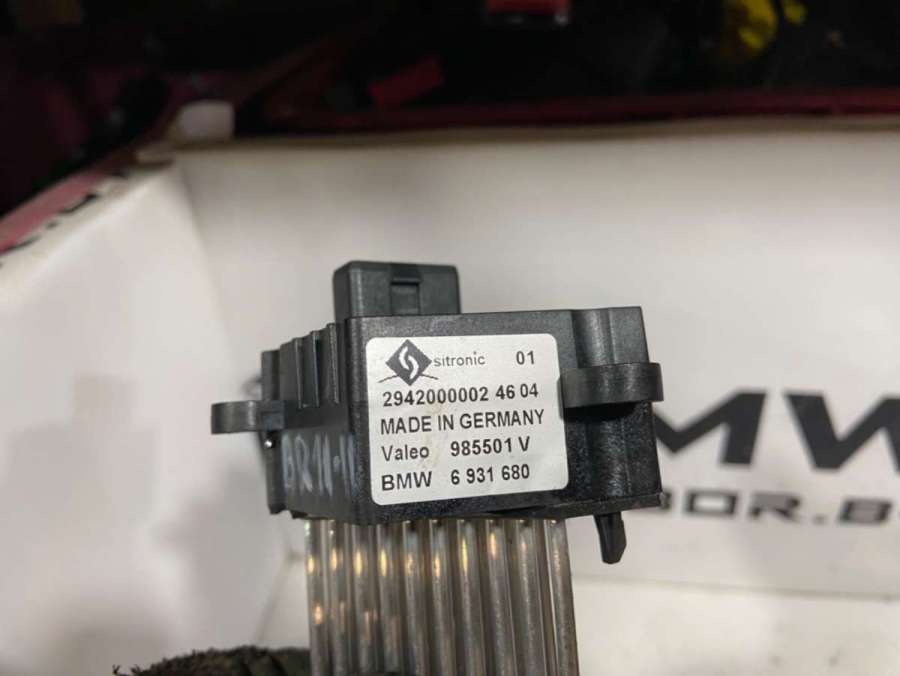 sitronic 01
2942000002 46 04
MADE IN GERMANY
Valeo 985501 V
BMW 6 931 680